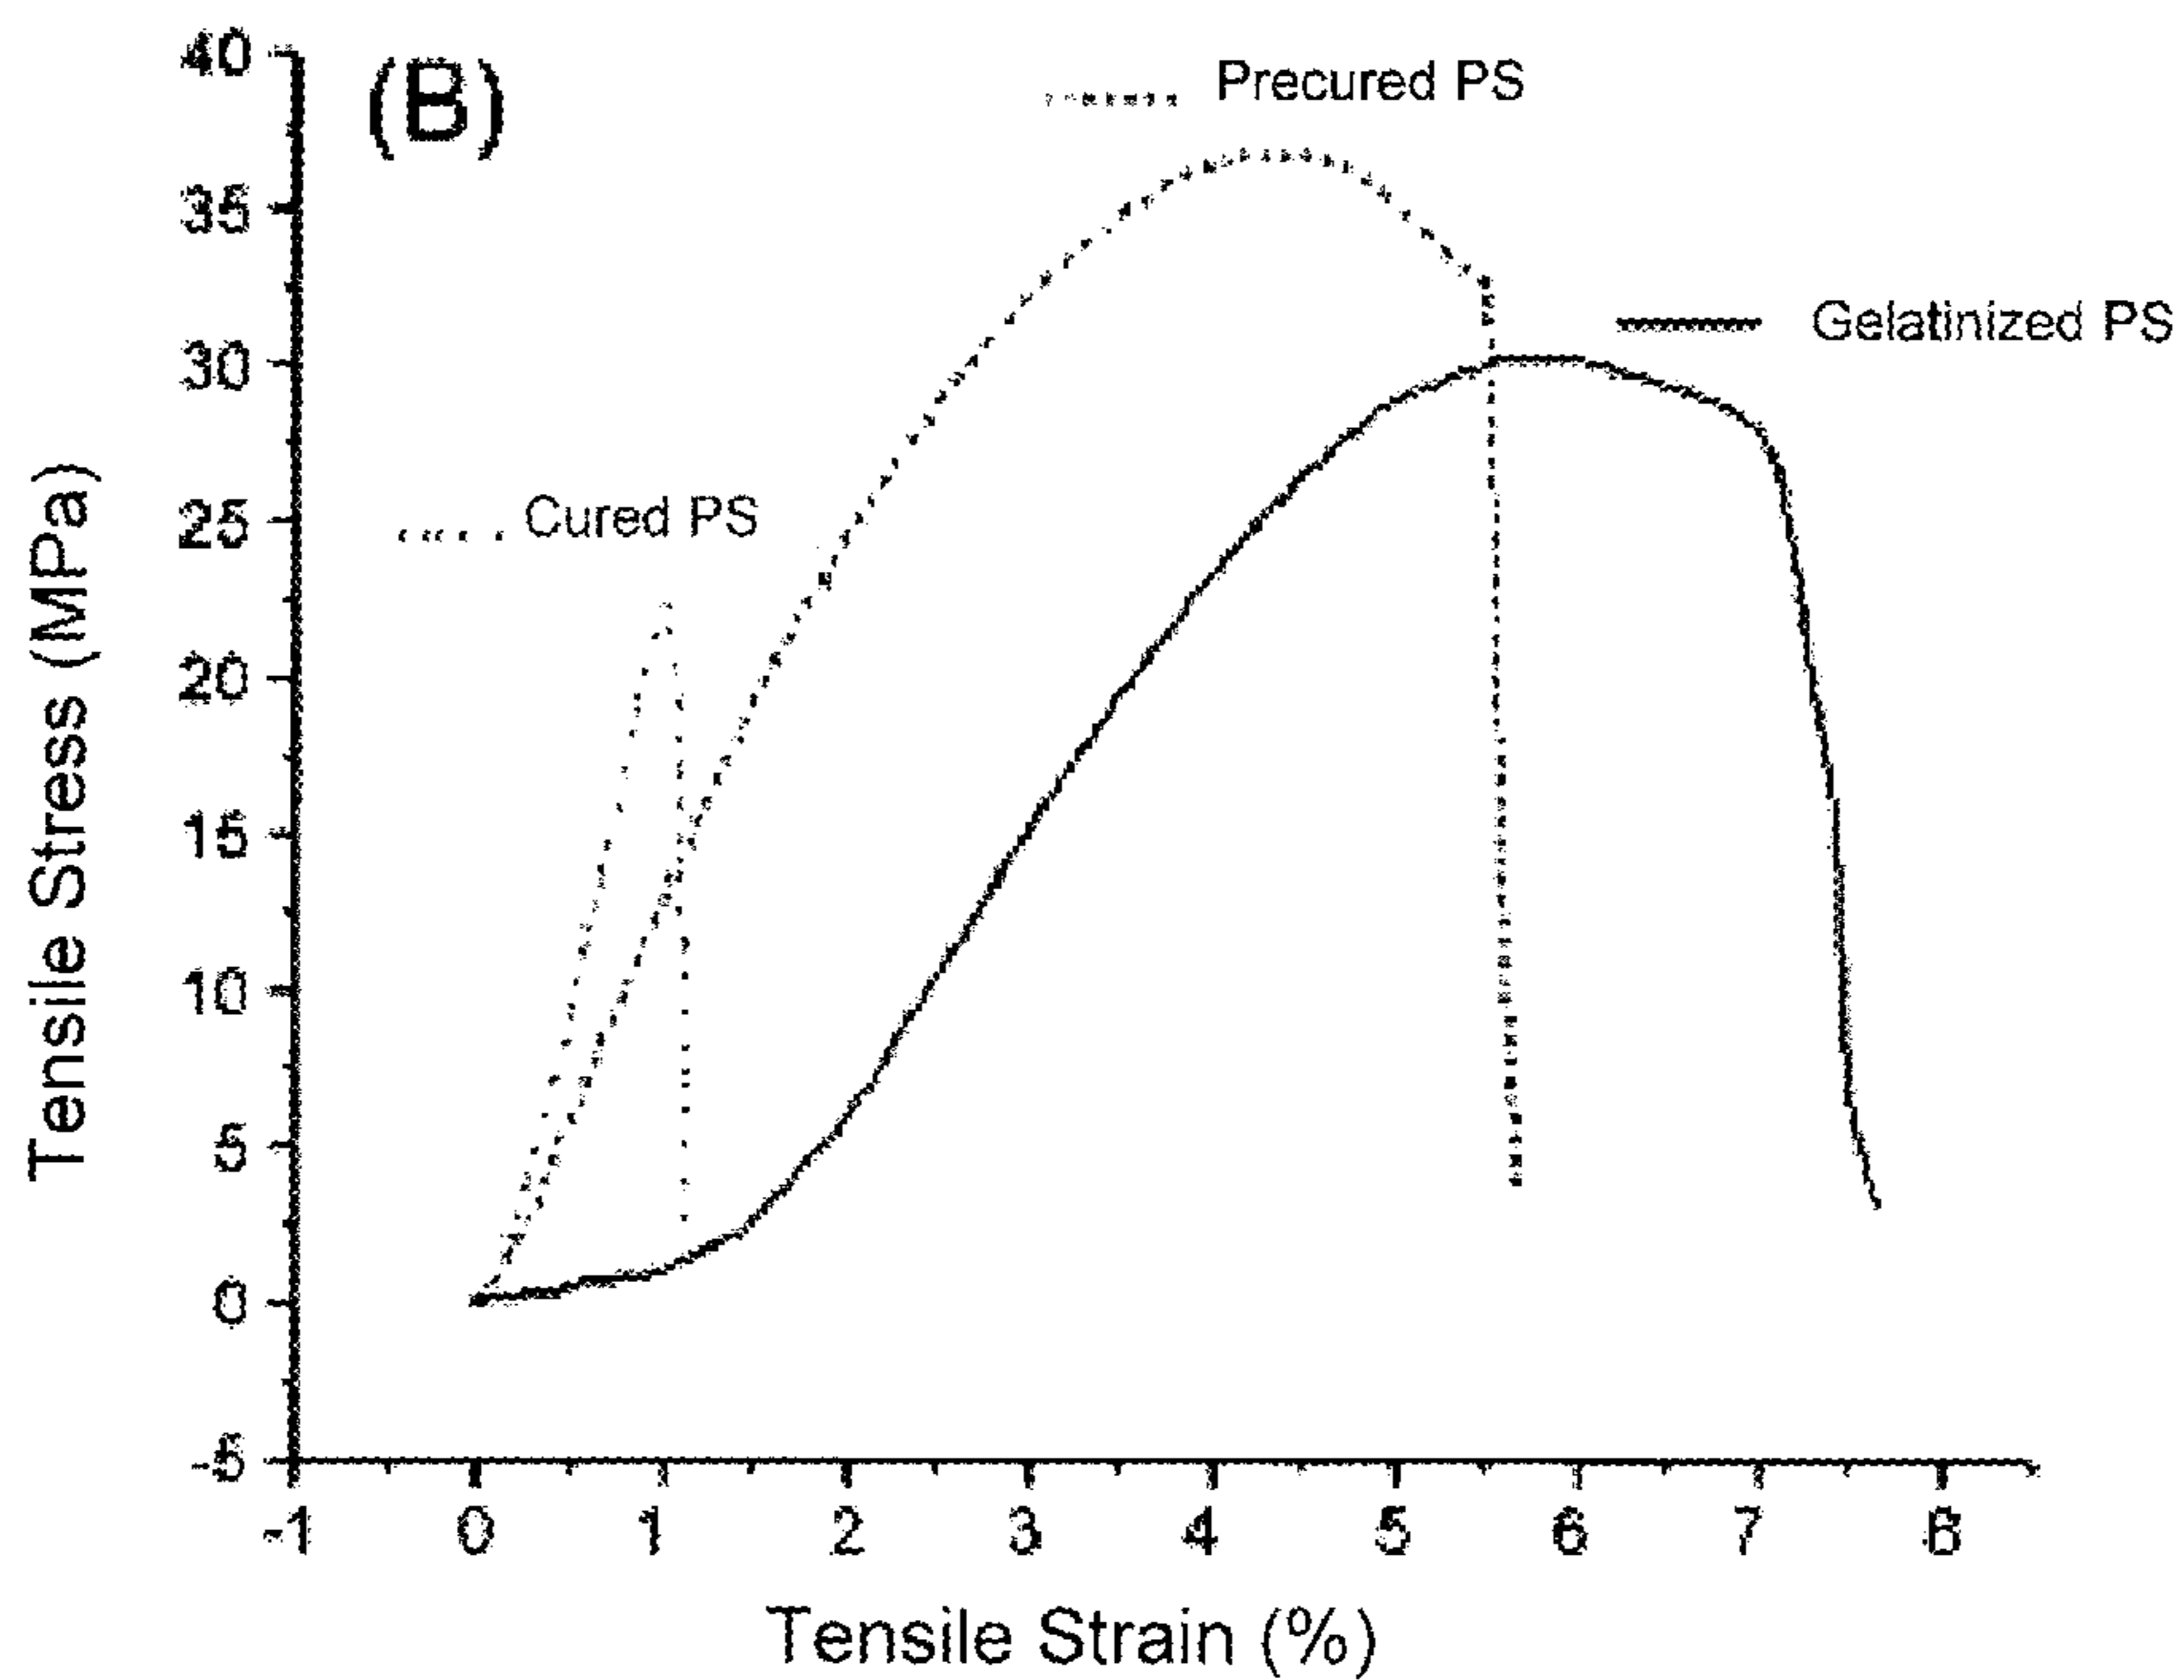 (B)
Precured PS
Gelatinized PS
Cured PS
Tensile Stress (MPa)
40
35
30
25
20
15
10
5
0
-5
-1 0 1 2 3 4 5 6 7 8
Tensile Strain (%)